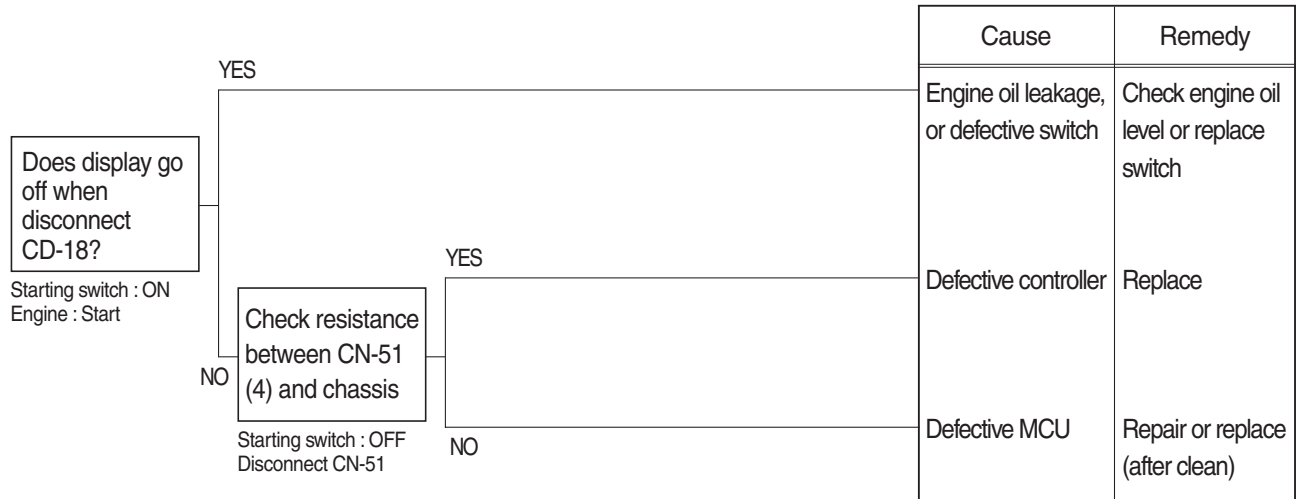 Cause
Remedy
YES
Engine oil leakage,
or defective switch
Check engine oil
level or replace
switch
Does display go
off when
disconnect
CD-18?
Starting switch : ON
Engine : Start
YES
Defective controller
Replace
NO
Check resistance
between CN-51
(4) and chassis
Starting switch : OFF
Disconnect CN-51
NO
Defective MCU
Repair or replace
(after clean)